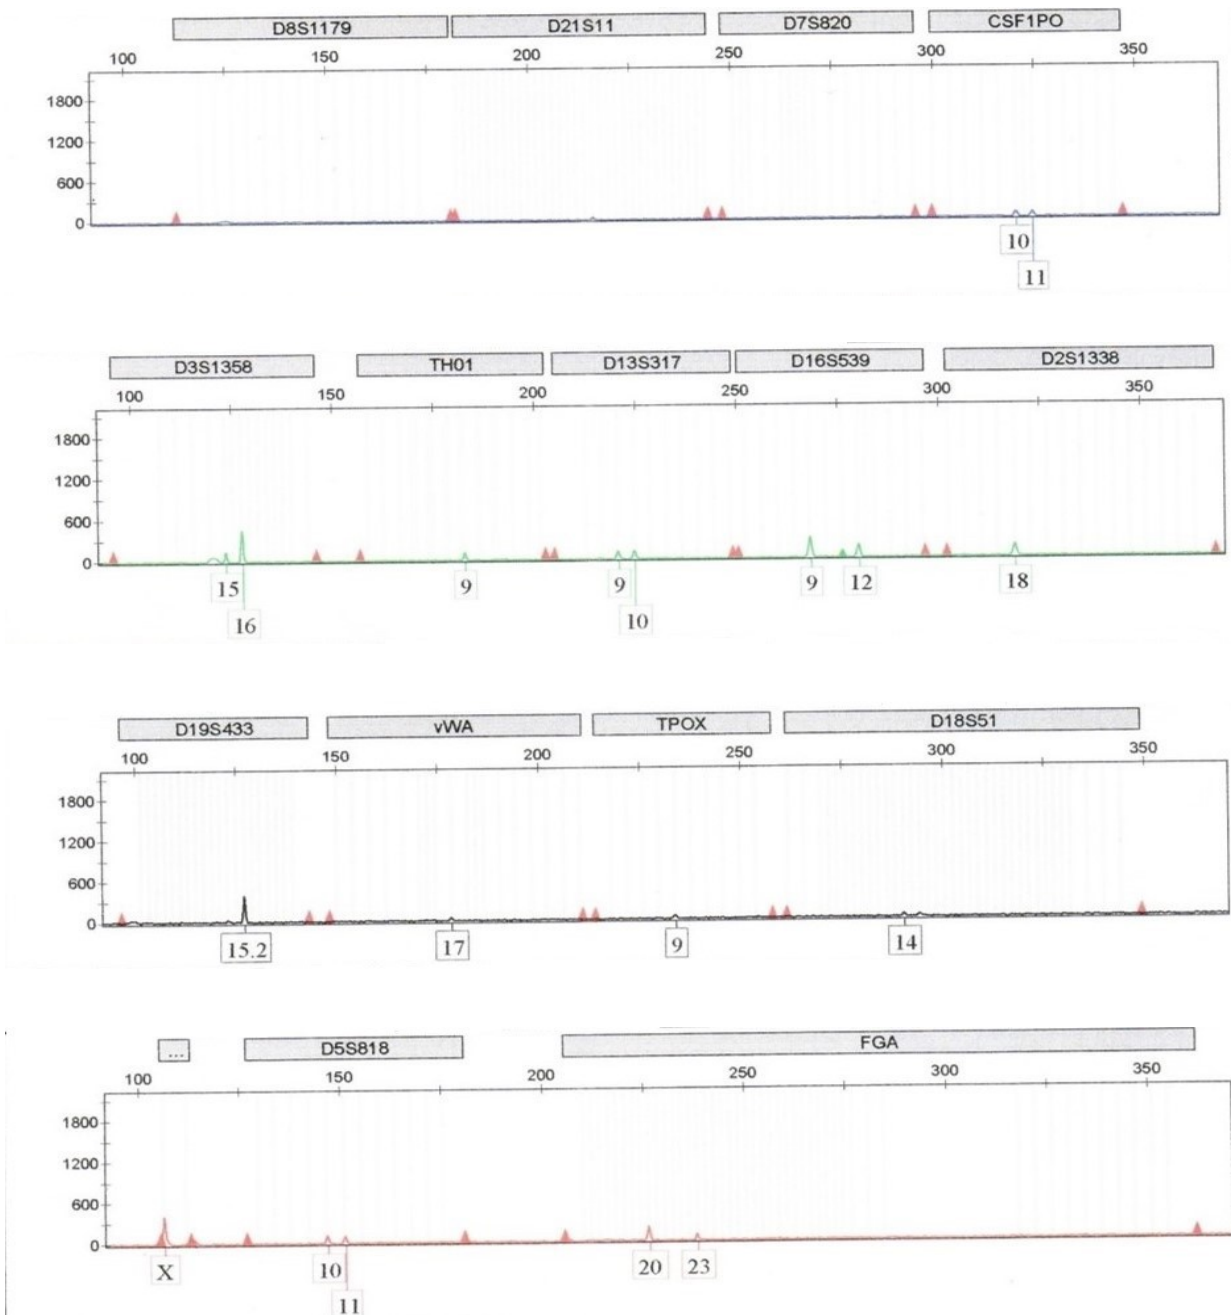 D8S1179 D21S11 D7S820 CSF1PO
100 150 200 250 300 350
1800
1200
600
0
10
11
D3S1358 TH01 D13S317 D16S539 D2S1338
100 150 200 250 300 350
1800
1200
600
0
15 9 9 9 12 18
16 10
D19S433 vWA TPOX D18S51
100 150 200 250 300 350
1800
1200
600
0
15.2 17 9 14
... D5S818 FGA
100 150 200 250 300 350
1800
1200
600
0
X 10 20 23
11